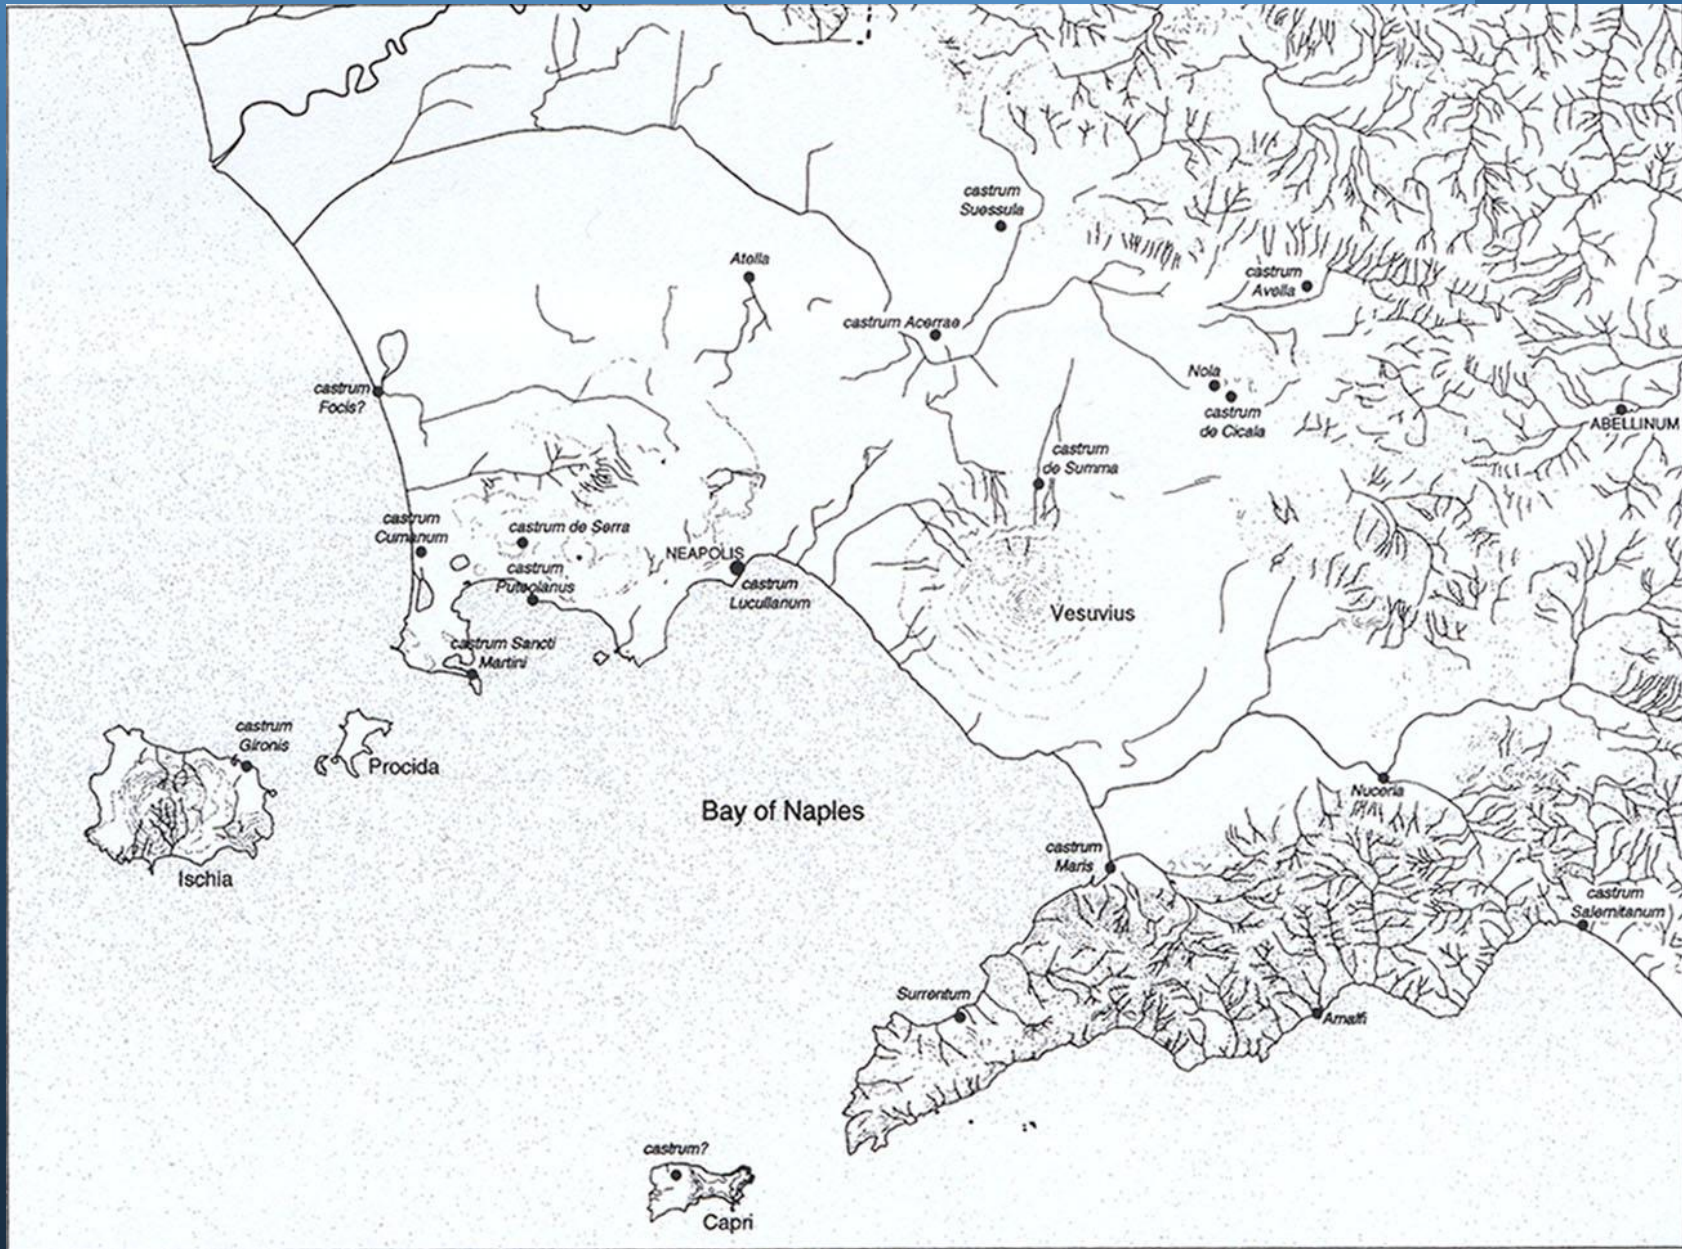 castrum
Suessula
Atella
castrum
Avella
castrum Acerrae
castrum
Focis?
Nola
castrum
de Cicala
ABELLINUM
castrum
de Summa
castrum
Cumanum
castrum de Serra
NEAPOLIS
castrum
Puteolanus
castrum
Lucullanum
Vesuvius
castrum Sancti
Martini
castrum
Gironis
Procida
Nuceria
Bay of Naples
castrum
Maris
Ischia
castrum
Salernitanum
Surrentum
Amalfi
castrum?
Capri